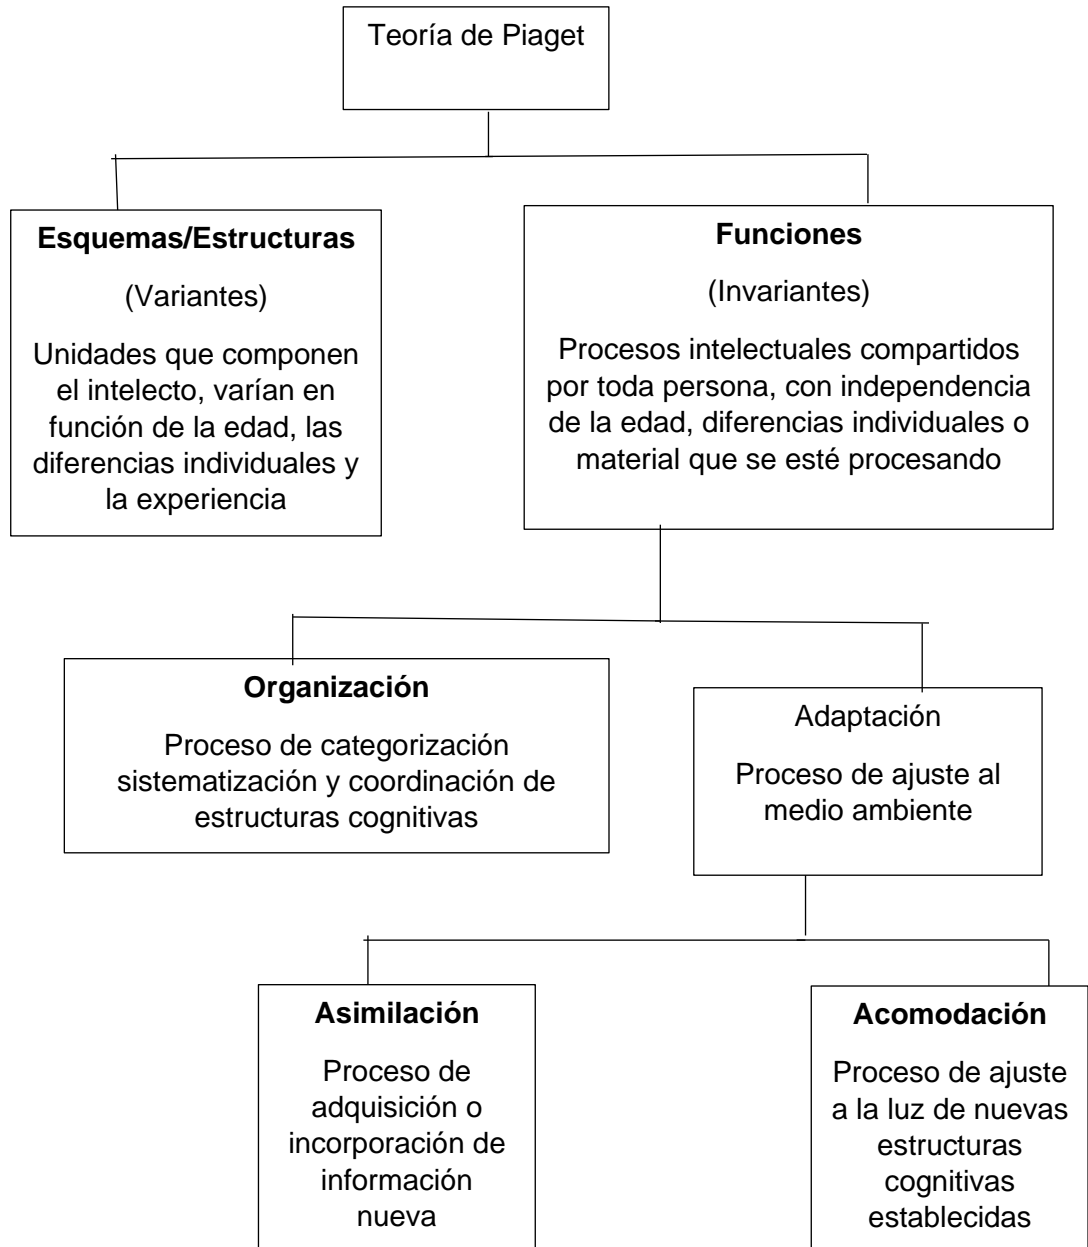 Teoría de Piaget
Esquemas/Estructuras
(Variantes)
Unidades que componen
el intelecto, varían en
función de la edad, las
diferencias individuales y
la experiencia
Funciones
(Invariantes)
Procesos intelectuales compartidos
por toda persona, con independencia
de la edad, diferencias individuales o
material que se esté procesando
Organización
Proceso de categorización
sistematización y coordinación de
estructuras cognitivas
Adaptación
Proceso de ajuste al
medio ambiente
Asimilación
Proceso de
adquisición o
incorporación de
información
nueva
Acomodación
Proceso de ajuste
a la luz de nuevas
estructuras
cognitivas
establecidas